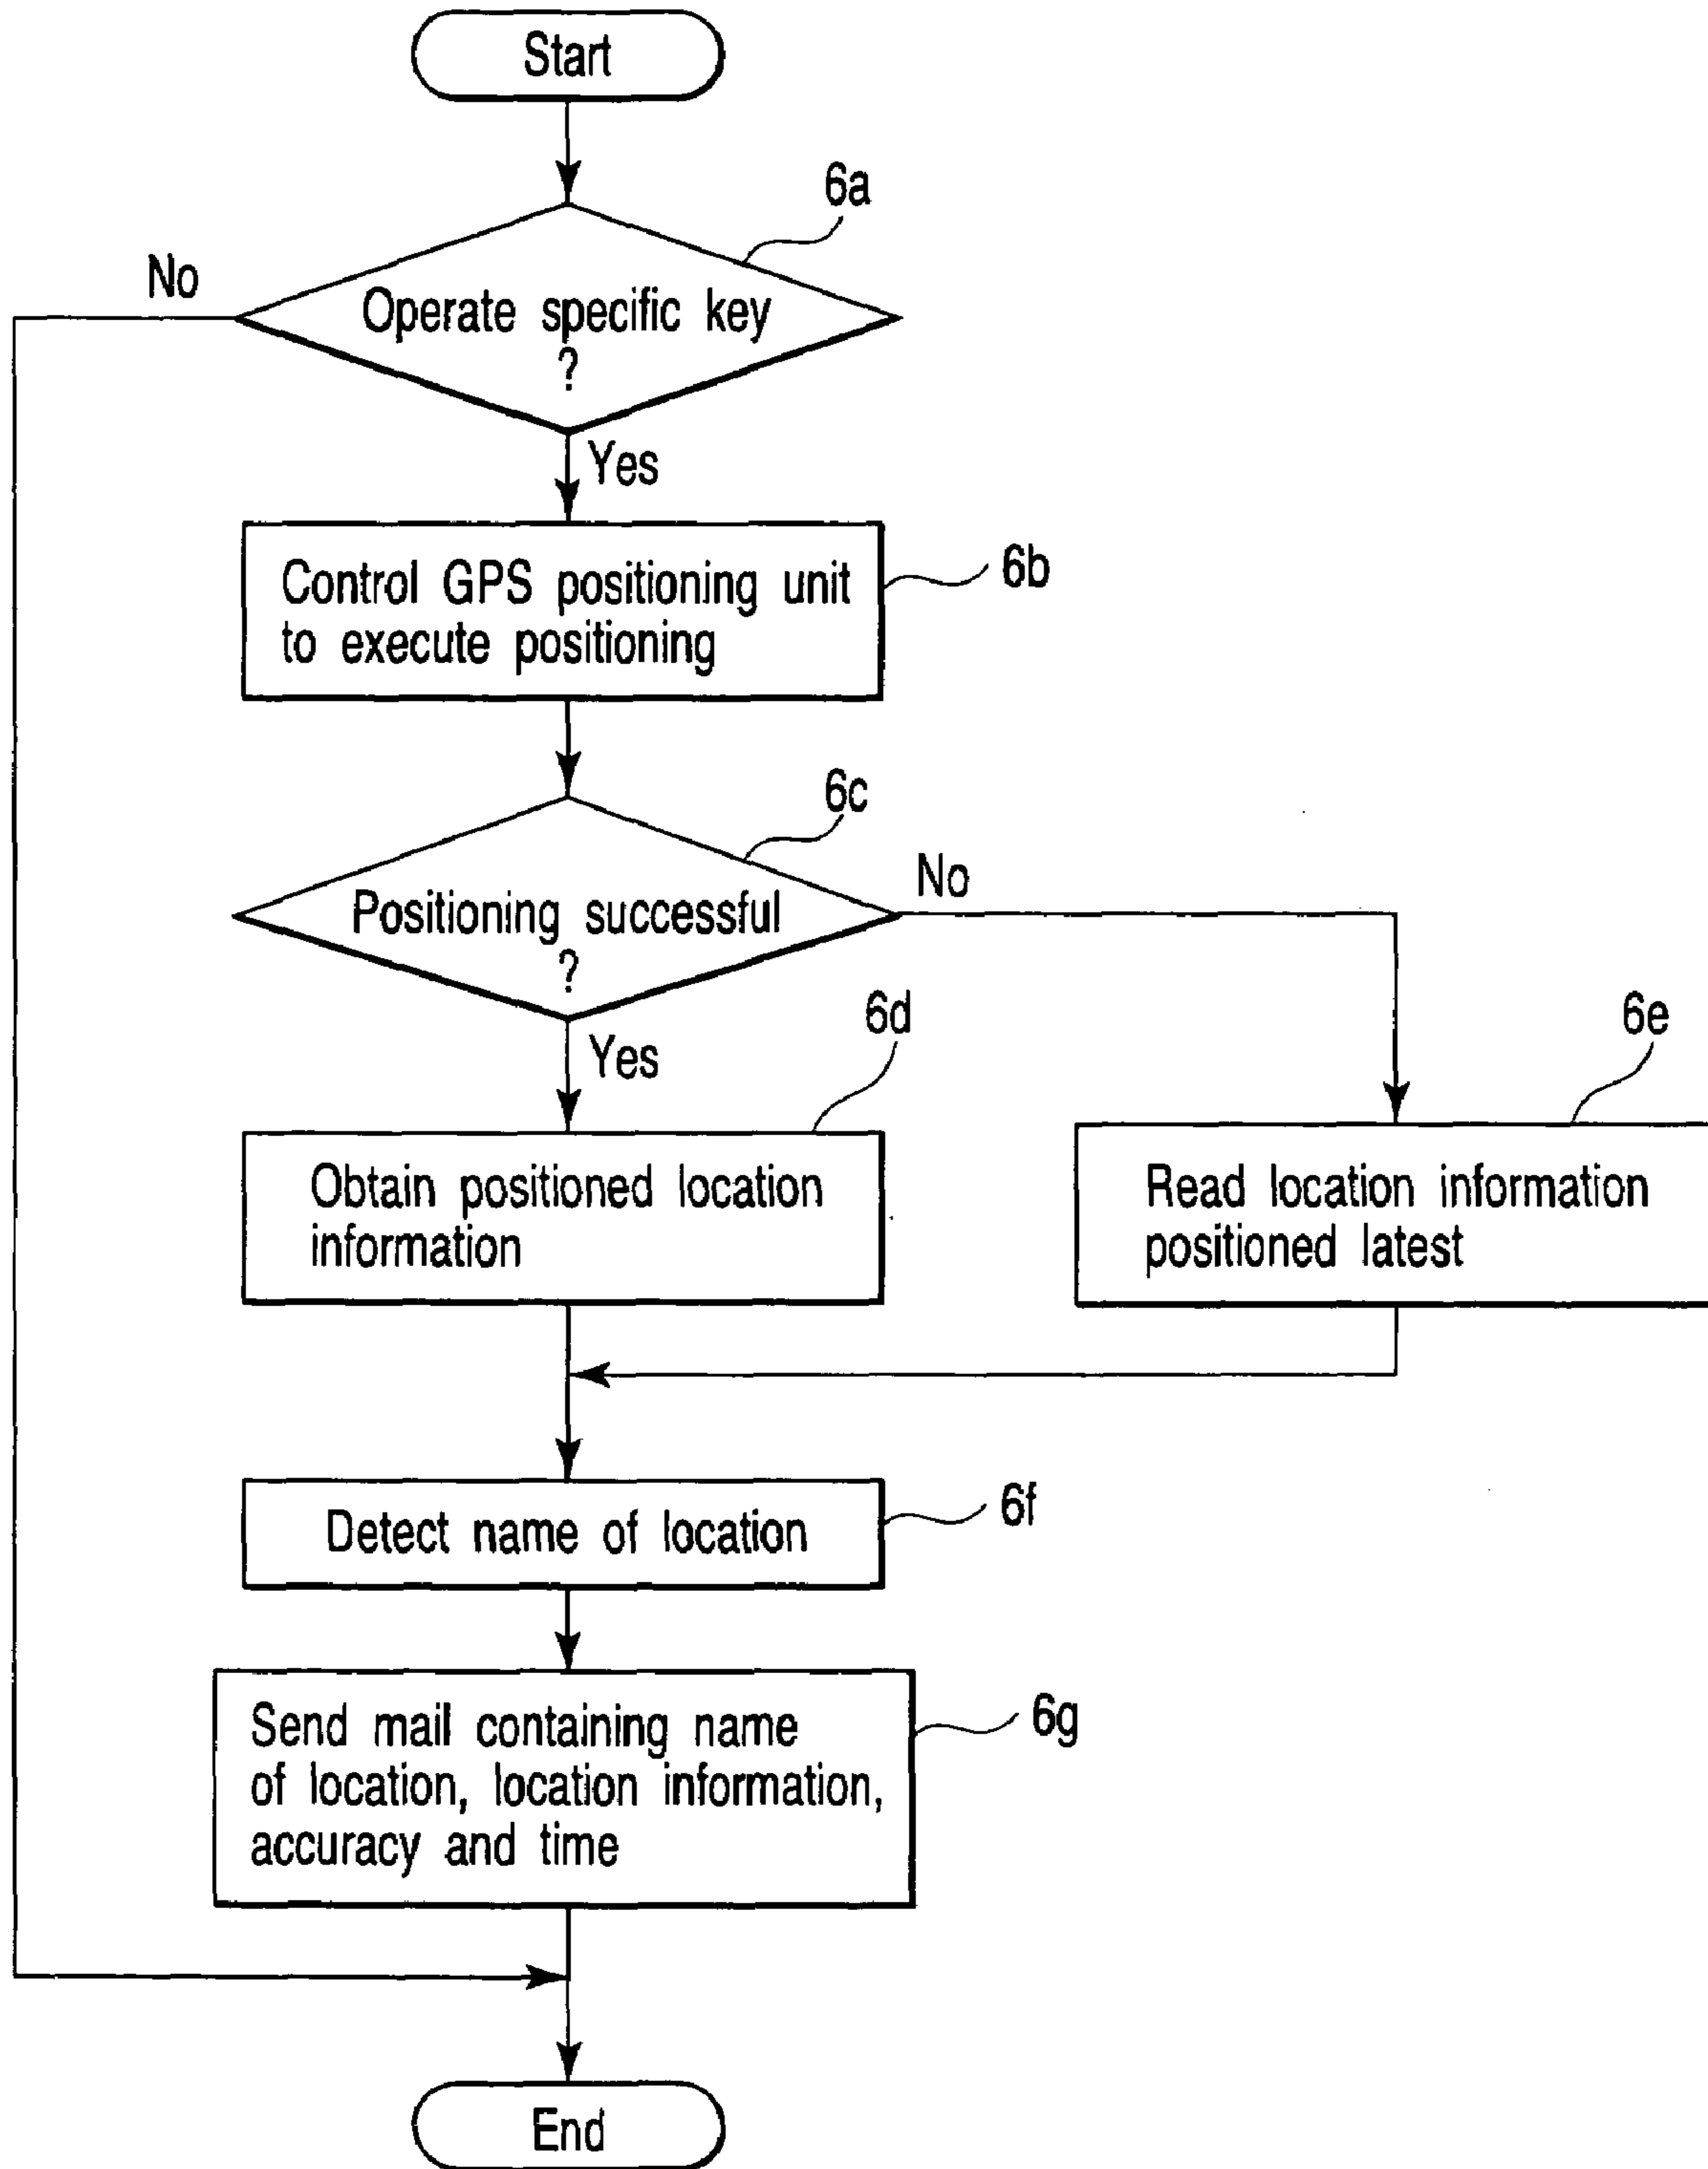 Start
6a
No
Operate specific key
?
Yes
Control GPS positioning unit
to execute positioning
6b
6c
No
Positioning successful
?
Yes
6d
6e
Obtain positioned location
information
Read location information
positioned latest
Detect name of location
6f
Send mail containing name
of location, location information,
accuracy and time
6g
End